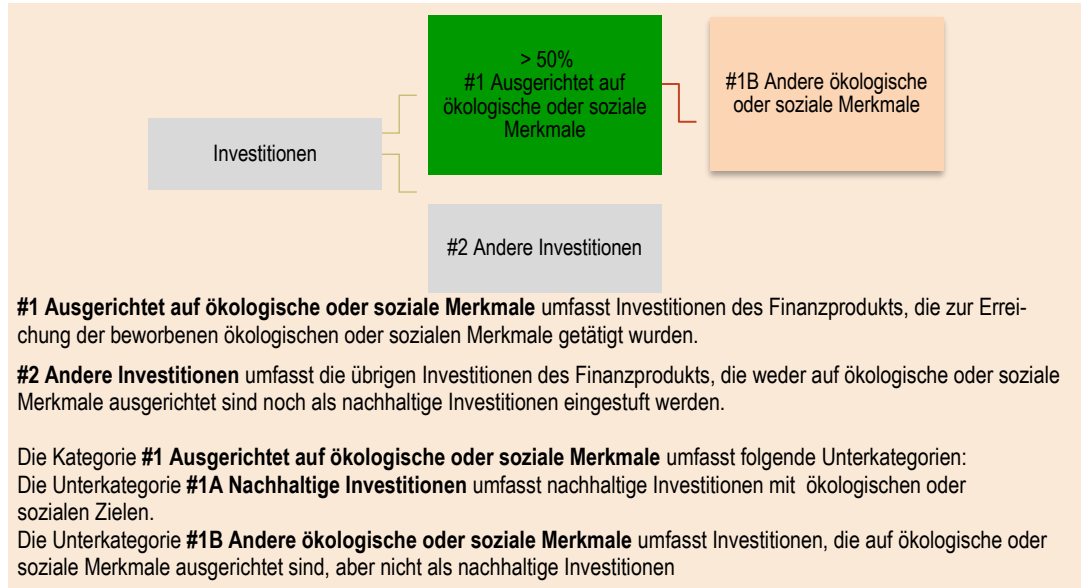 > 50%
#1 Ausgerichtet auf
ökologische oder soziale
Merkmale
#1B Andere ökologische
oder soziale Merkmale
Investitionen
#2 Andere Investitionen
#1 Ausgerichtet auf ökologische oder soziale Merkmale umfasst Investitionen des Finanzprodukts, die zur Errei-
chung der beworbenen ökologischen oder sozialen Merkmale getätigt wurden.
#2 Andere Investitionen umfasst die übrigen Investitionen des Finanzprodukts, die weder auf ökologische oder soziale
Merkmale ausgerichtet sind noch als nachhaltige Investitionen eingestuft werden.
Die Kategorie #1 Ausgerichtet auf ökologische oder soziale Merkmale umfasst folgende Unterkategorien:
Die Unterkategorie #1A Nachhaltige Investitionen umfasst nachhaltige Investitionen mit ökologischen oder
sozialen Zielen.
Die Unterkategorie #1B Andere ökologische oder soziale Merkmale umfasst Investitionen, die auf ökologische oder
soziale Merkmale ausgerichtet sind, aber nicht als nachhaltige Investitionen